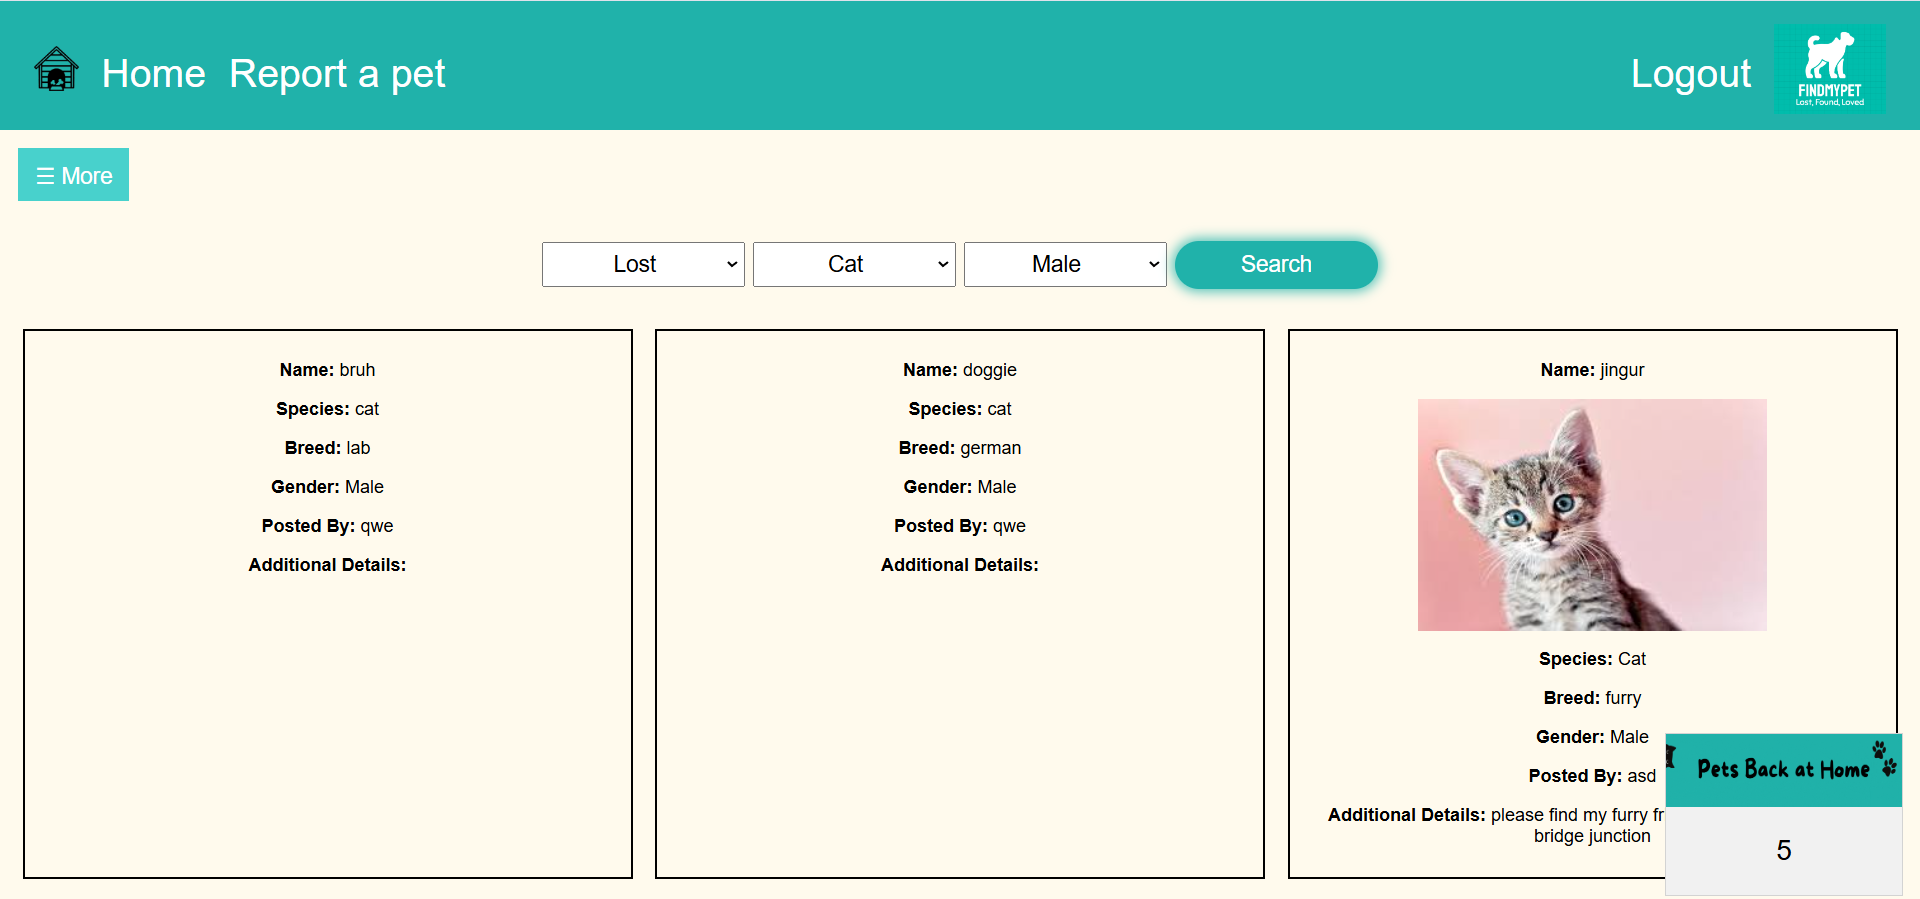 Home Report a pet Logout
FINDMYPET
Lost, Found, Loved
☰ More
Lost Cat Male Search
Name: bruh
Species: cat
Breed: lab
Gender: Male
Posted By: qwe
Additional Details:
Name: doggie
Species: cat
Breed: german
Gender: Male
Posted By: qwe
Additional Details:
Name: jingur
Species: Cat
Breed: furry
Gender: Male
Posted By: asd
Additional Details: please find my furry fr
bridge junction
Pets Back at Home
5